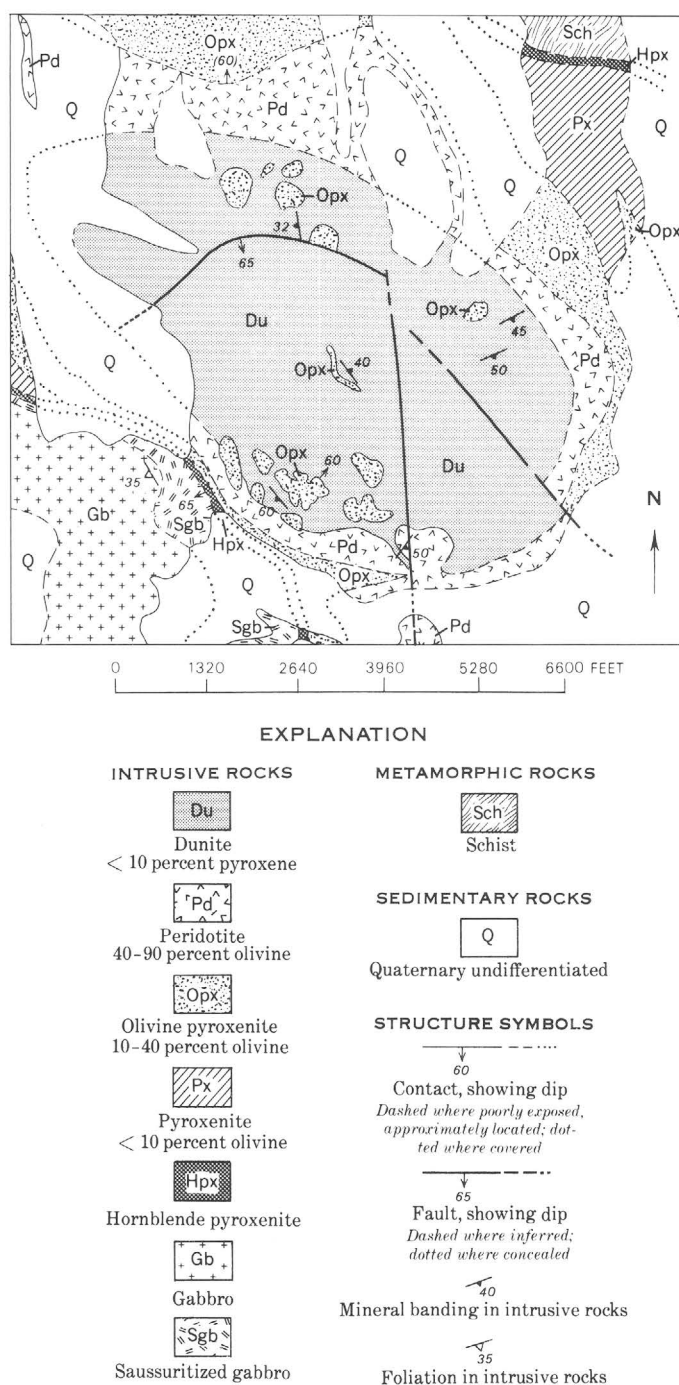 Pd
Opx
(60)
Sch
Hpx
Q
Pd
Px
Q
Q
Opx
Q
Opx
Opx
32
65
Du
Opx
45
50
Pd
Q
Opx
40
Opx
60
Du
35
Gb
65
Sgb
60
N
Hpx
Pd
50
Q
Q
Opx
Q
Sgb
Pd
0 1320 2640 3960 5280 6600 FEET
EXPLANATION
INTRUSIVE ROCKS
Du
Dunite
< 10 percent pyroxene
Pd
Peridotite
40-90 percent olivine
Opx
Olivine pyroxenite
10-40 percent olivine
Px
Pyroxenite
< 10 percent olivine
Hpx
Hornblende pyroxenite
Gb
Gabbro
Sgb
Saussuritized gabbro
METAMORPHIC ROCKS
Sch
Schist
SEDIMENTARY ROCKS
Q
Quaternary undifferentiated
STRUCTURE SYMBOLS
60
Contact, showing dip
Dashed where poorly exposed,
approximately located; dot-
ted where covered
65
Fault, showing dip
Dashed where inferred;
dotted where concealed
40
Mineral banding in intrusive rocks
35
Foliation in intrusive rocks